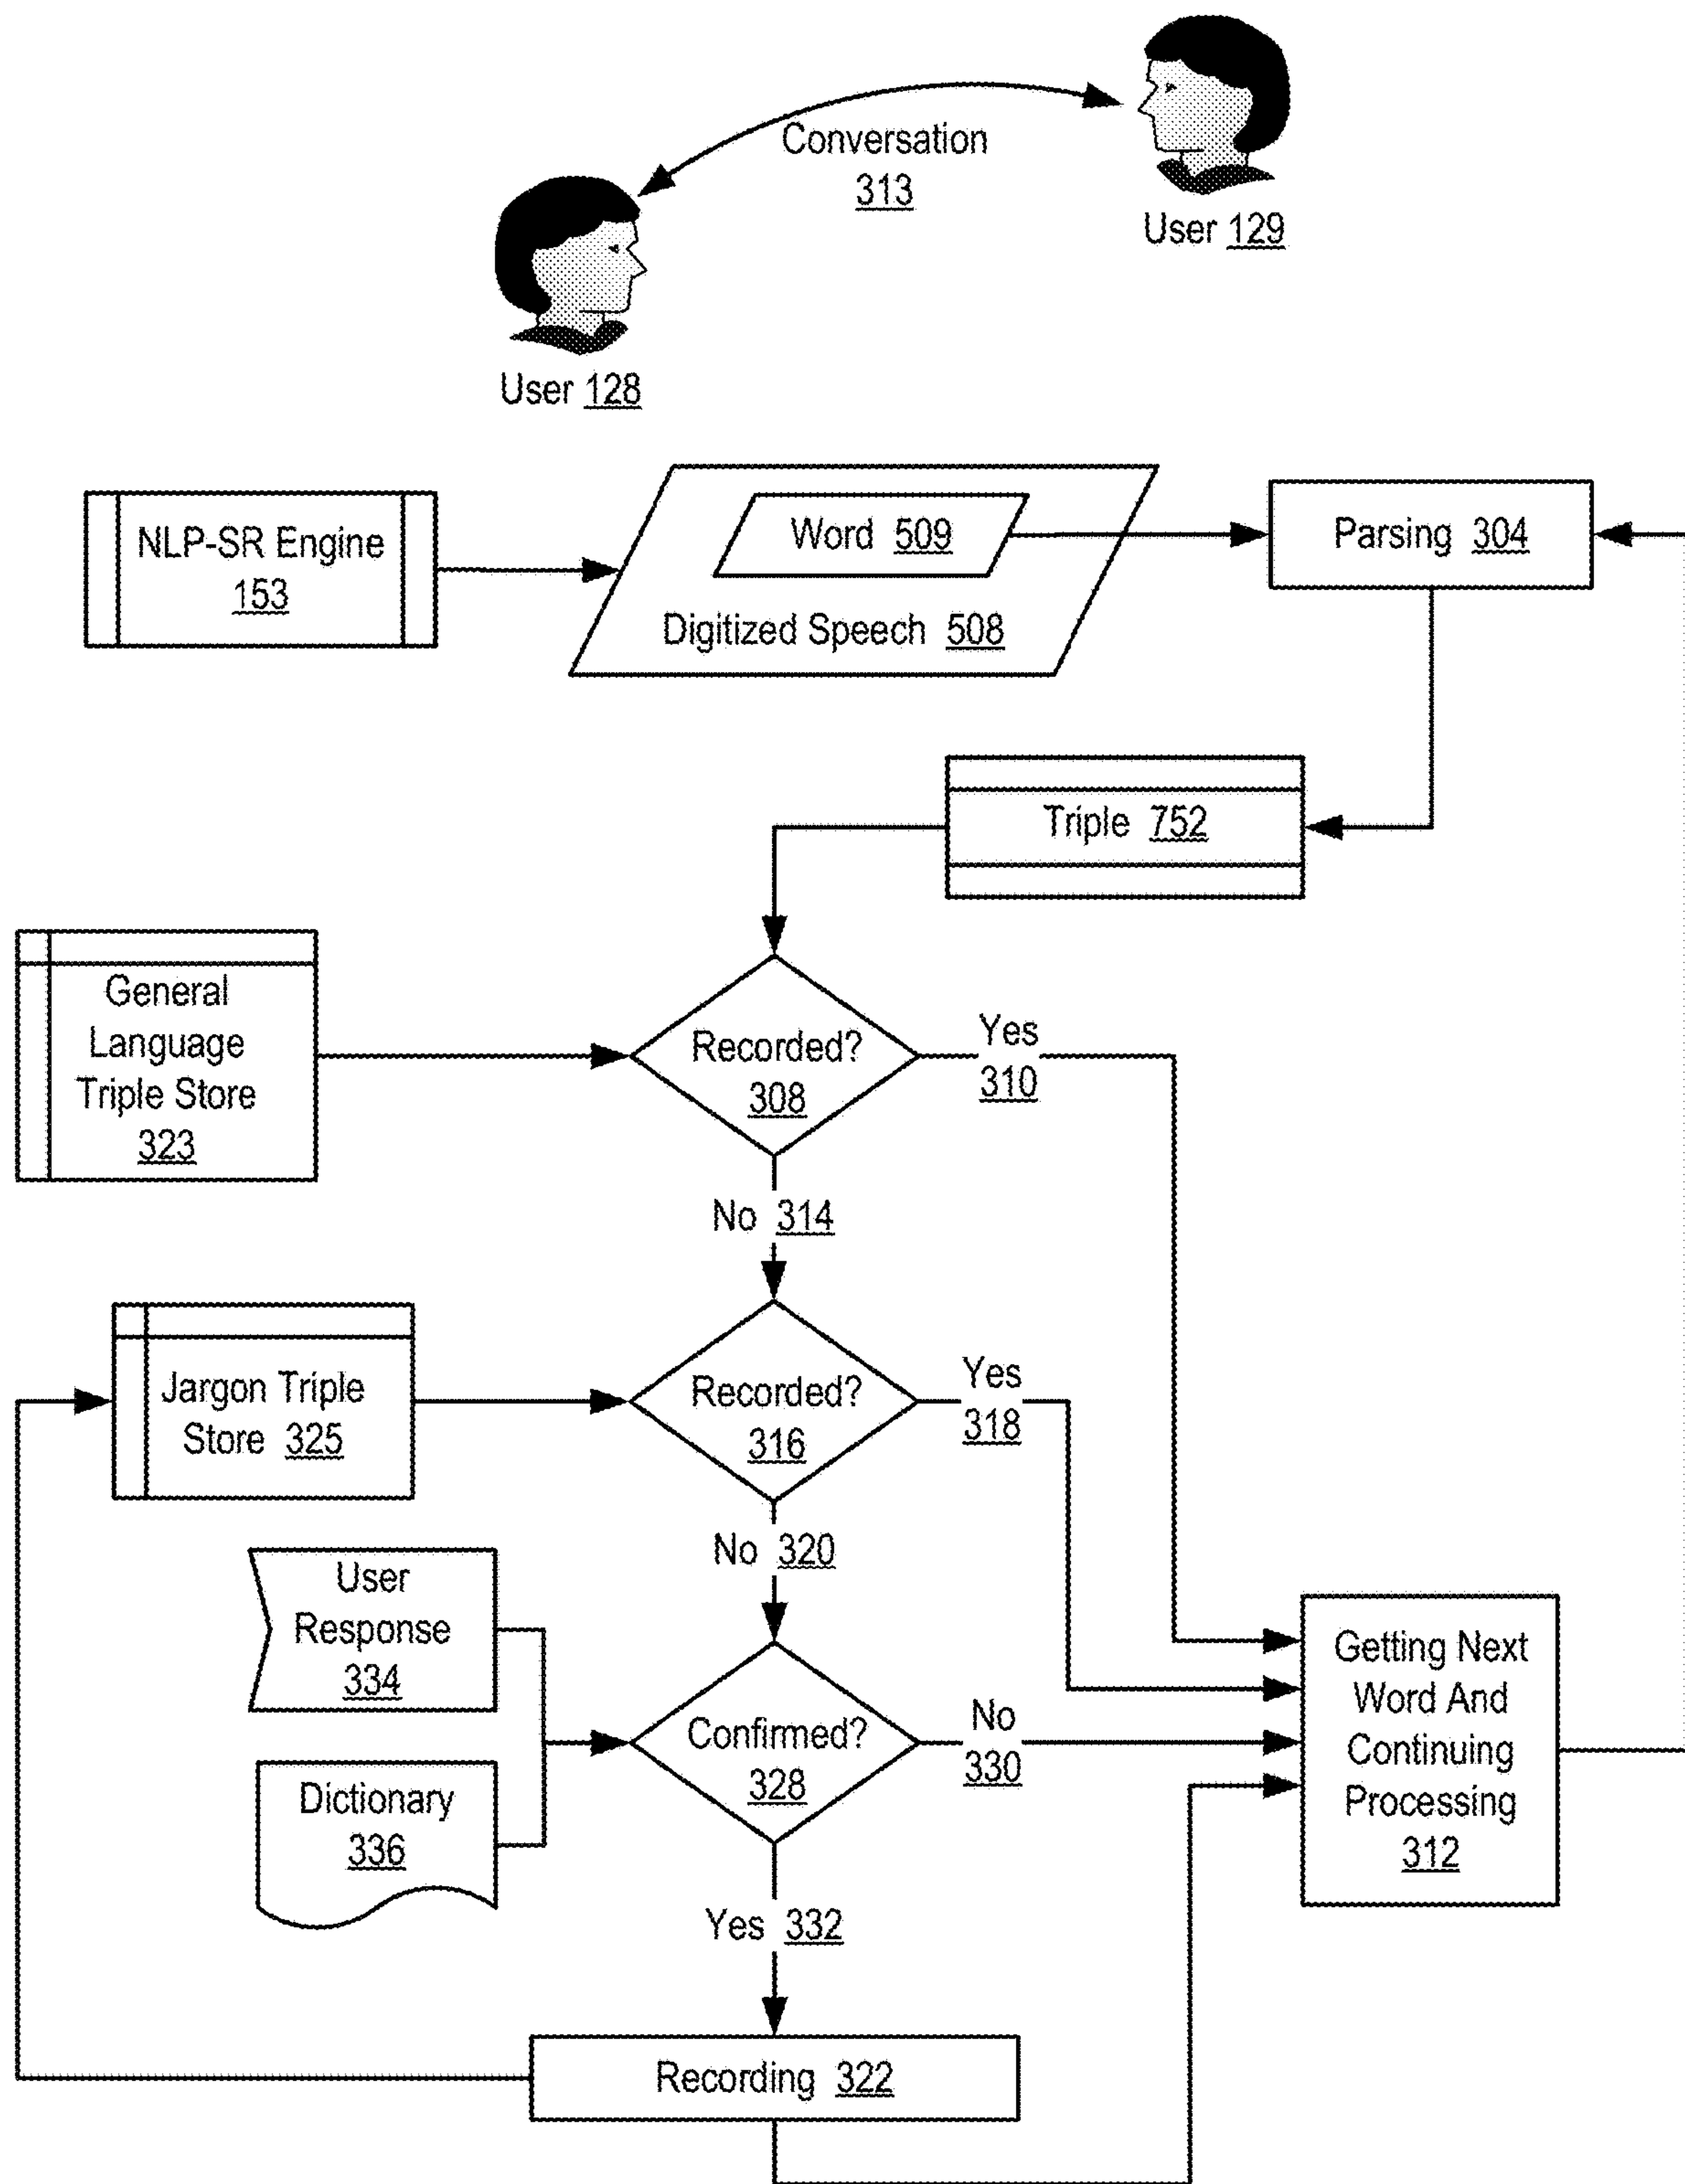 Conversation
313
User 129
User 128
NLP-SR Engine
153
Word 509
Digitized Speech 508
Parsing 304
Triple 752
General
Language
Triple Store
323
Recorded?
308
Yes
310
No 314
Jargon Triple
Store 325
Recorded?
316
Yes
318
No 320
User
Response
334
Dictionary
336
Confirmed?
328
No
330
Getting Next
Word And
Continuing
Processing
312
Yes 332
Recording 322